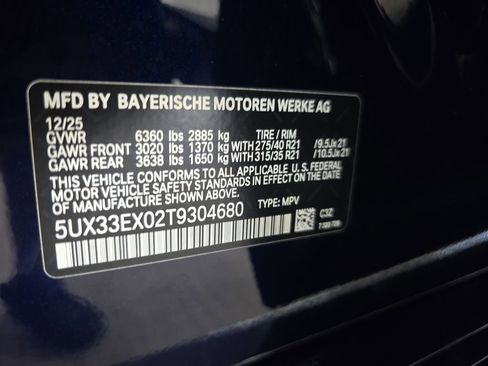 MFD BY BAYERISCHE MOTOREN WERKE AG
12/25
GVWR 6360 lbs 2885 kg TIRE / RIM
GAWR FRONT 3020 lbs 1370 kg WITH 275/40 R21 /9.5Jx21
GAWR REAR 3638 lbs 1650 kg WITH 315/35 R21 /10.5Jx21
THIS VEHICLE CONFORMS TO ALL APPLICABLE U.S. FEDERAL
MOTOR VEHICLE SAFETY STANDARDS IN EFFECT ON THE DATE
OF MANUFACTURE SHOWN ABOVE.
5UX33EX02T9304680 TYPE: MPV
C3Z